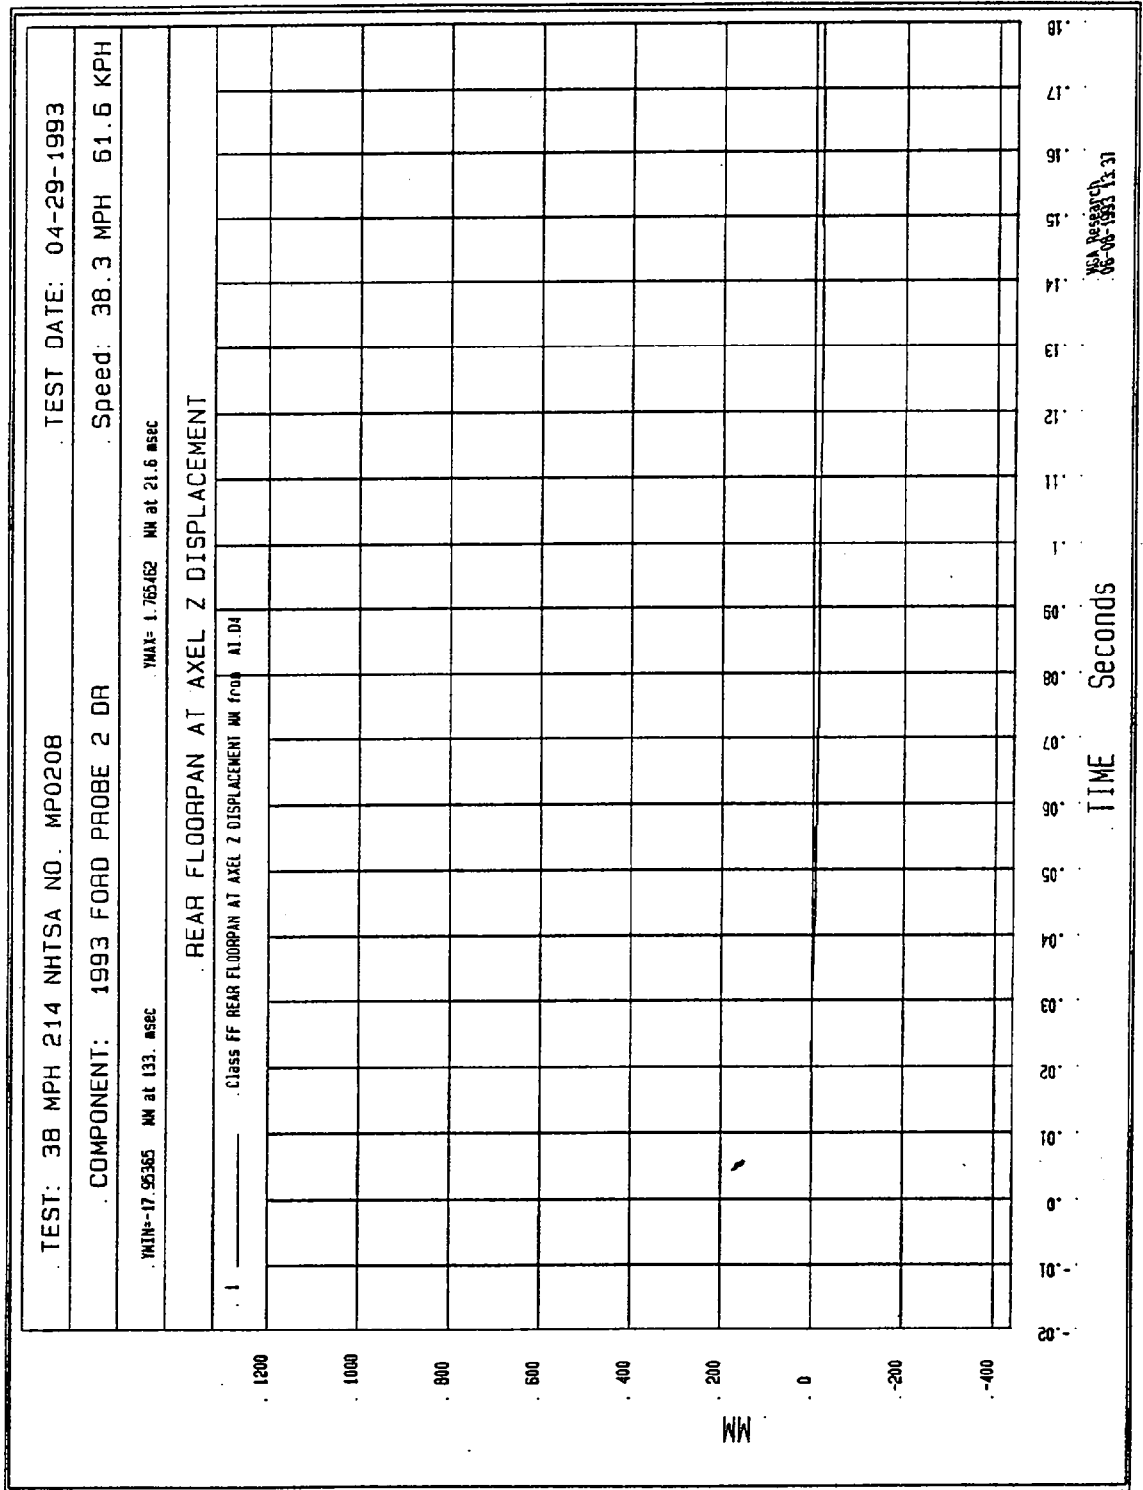 TEST: 38 MPH 214 NHTSA NO. MP0208
TEST DATE: 04-29-1993
COMPONENT: 1993 FORD PROBE 2 DR
Speed: 38.3 MPH 61.6 KPH
YMIN=-17.95365 MM at 133. msec
YMAX= 1.765462 MM at 21.6 msec
REAR FLOORPAN AT AXEL Z DISPLACEMENT
1 Class FF REAR FLOORPAN AT AXEL Z DISPLACEMENT MM from AI.D4
1200
1000
800
600
400
200
0
-200
-400
MM
-.02 -.01 0. .01 .02 .03 .04 .05 .06 .07 .08 .09 .1 .11 .12 .13 .14 .15 .16 .17 .18
TIME Seconds
MGA Research
06-08-1993 13:37